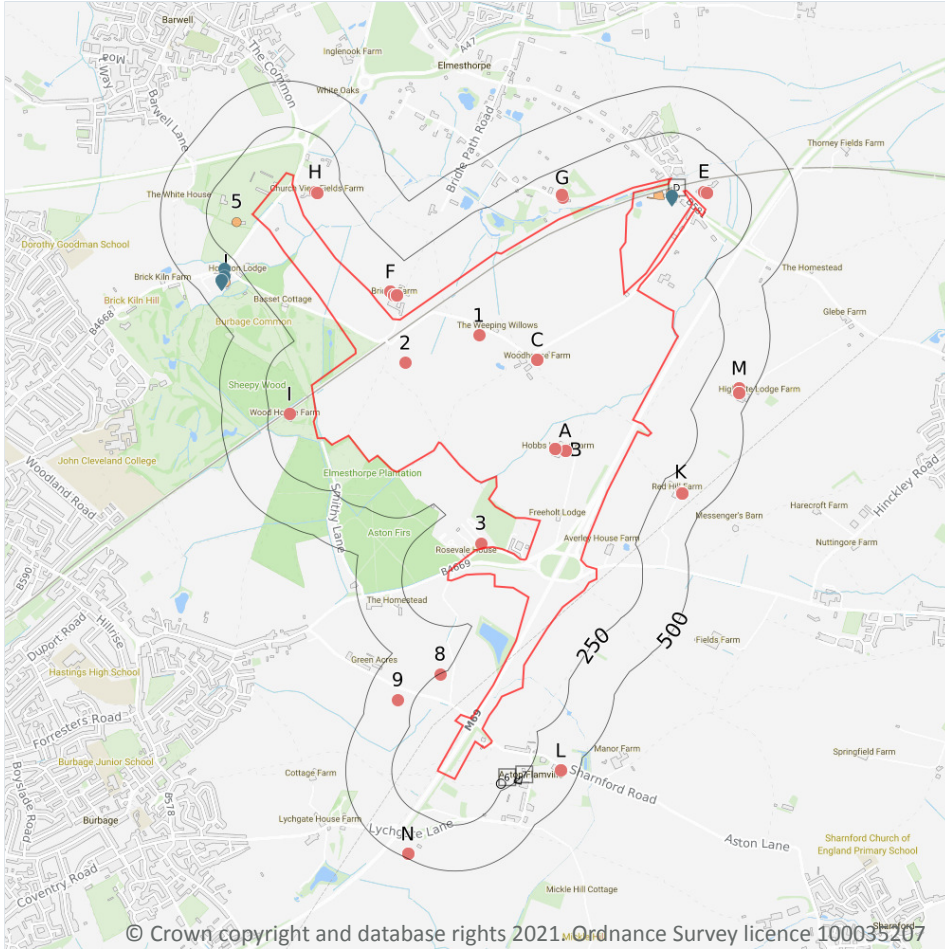 Barwell
The Common
Inglenook Farm
A47
Elmesthorpe
White Oaks
Barwell Lane
Bridle Path Road
Thorney Fields Farm
The White House
H
Church View Fields Farm
G
E
D
5
Dorothy Goodman School
Brick Kiln Farm
The Homestead
F
Basset Cottage
Brick Kiln Hill
B4668
Burbage Common
Glebe Farm
1
The Weeping Willows
2
C
Woodhouse Farm
Sheepy Wood
M
I
A
B
John Cleveland College
Woodland Road
Elmesthorpe Plantation
K
Red Hill Farm
Hinckley Road
Smithy Lane
Harecroft Farm
Messenger's Barn
Freeholt Lodge
3
Aston Firs
Averley House Farm
Nuttingore Farm
Rosevale House
B4669
B590
The Homestead
Duport Road
Hillrise
250
500
Fields Farm
8
Green Acres
Hastings High School
9
M69
Forresters Road
L
Manor Farm
Springfield Farm
Burbage Junior School
Cottage Farm
Aston Flamville
Sharnford Road
Boyslade Road
B578
Lychgate House Farm
Burbage
N
Lychgate Lane
Aston Lane
Sharnford Church of
England Primary School
Coventry Road
Mickle Hill Cottage
Sharnford
© Crown copyright and database rights 2021. Ordnance Survey licence 100035207